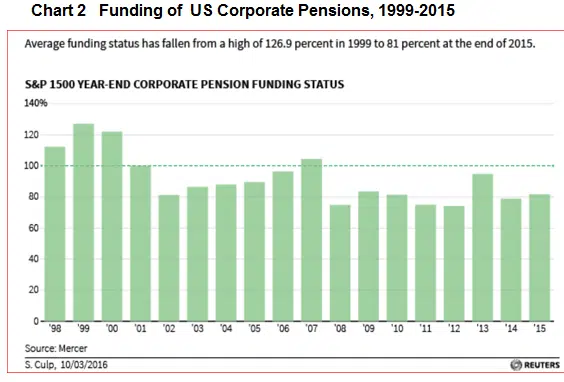 Chart 2 Funding of US Corporate Pensions, 1999-2015
Average funding status has fallen from a high of 126.9 percent in 1999 to 81 percent at the end of 2015.
S&P 1500 YEAR-END CORPORATE PENSION FUNDING STATUS
140%
120
100
80
60
40
20
0
'98 '99 '00 '01 '02 '03 '04 '05 '06 '07 '08 '09 '10 '11 '12 '13 '14 '15
Source: Mercer
S. Culp, 10/03/2016
REUTERS